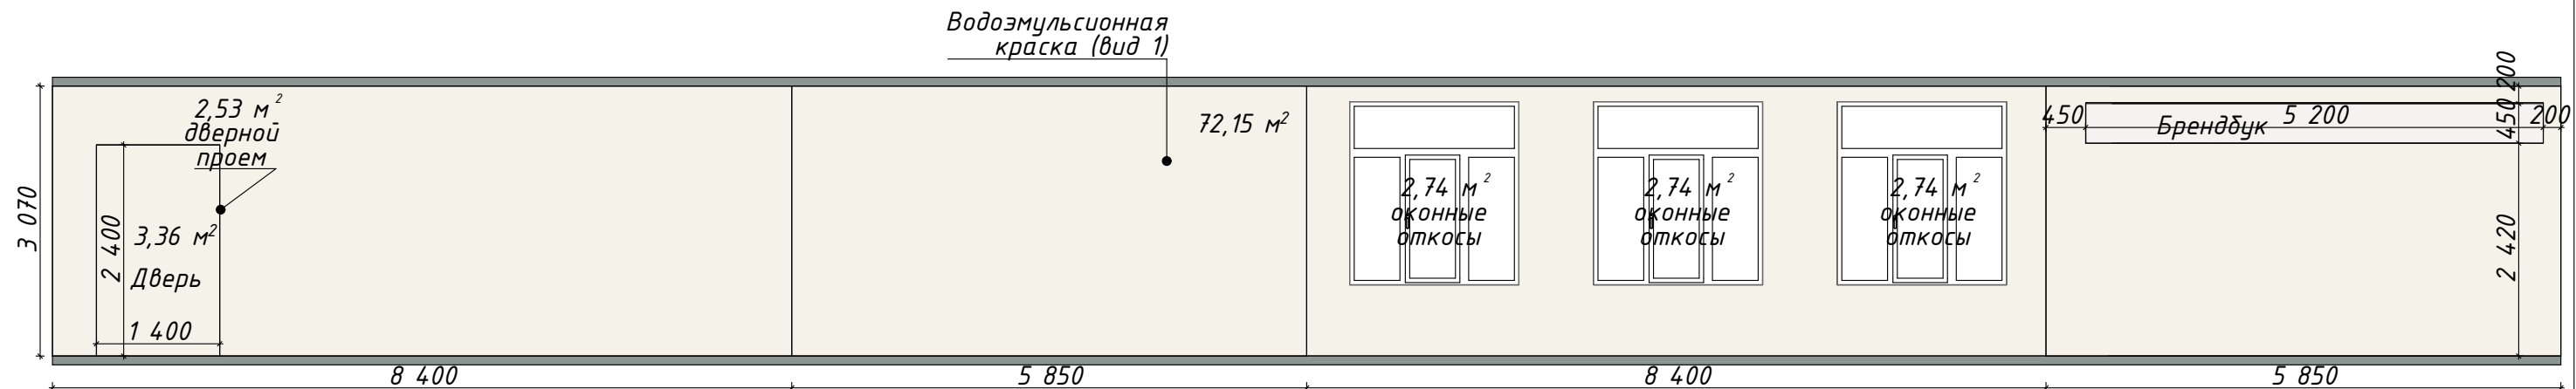 Водоэмульсионная
краска (вид 1)
2,53 м²
дверной
проем
72,15 м²
200
450
450
5 200
200
Брендбук
3 070
2 400
3,36 м²
Дверь
1 400
2,74 м²
оконные
откосы
2,74 м²
оконные
откосы
2,74 м²
оконные
откосы
2 420
8 400
5 850
8 400
5 850